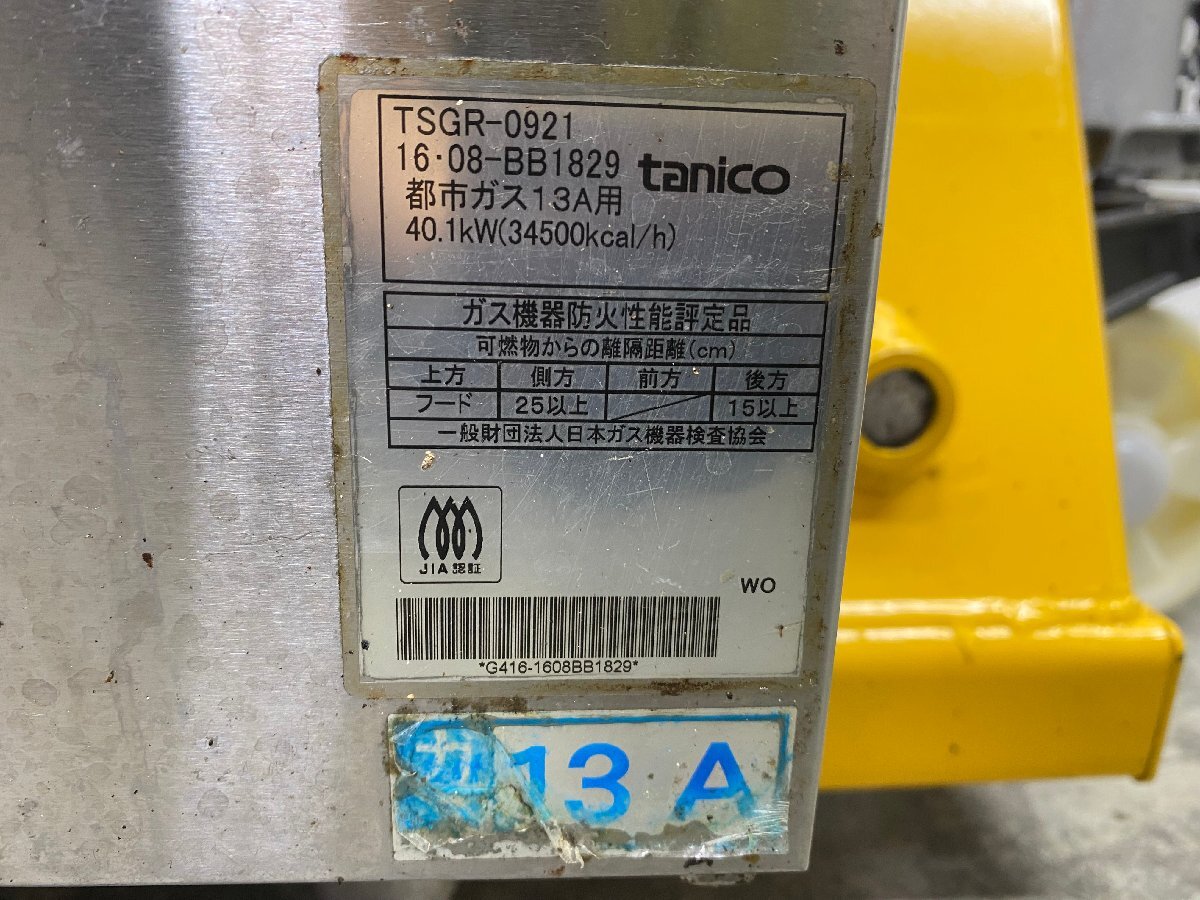 TSGR-0921
16・08-BB1829 tanico
都市ガス13A用
40.1kW(34500kcal/h)
ガス機器防火性能評定品
可燃物からの離隔距離(cm)
上方 側方 前方 後方
フード 25以上 15以上
一般財団法人日本ガス機器検査協会
JIA 認証
WO
*G416-1608BB1829*
13A